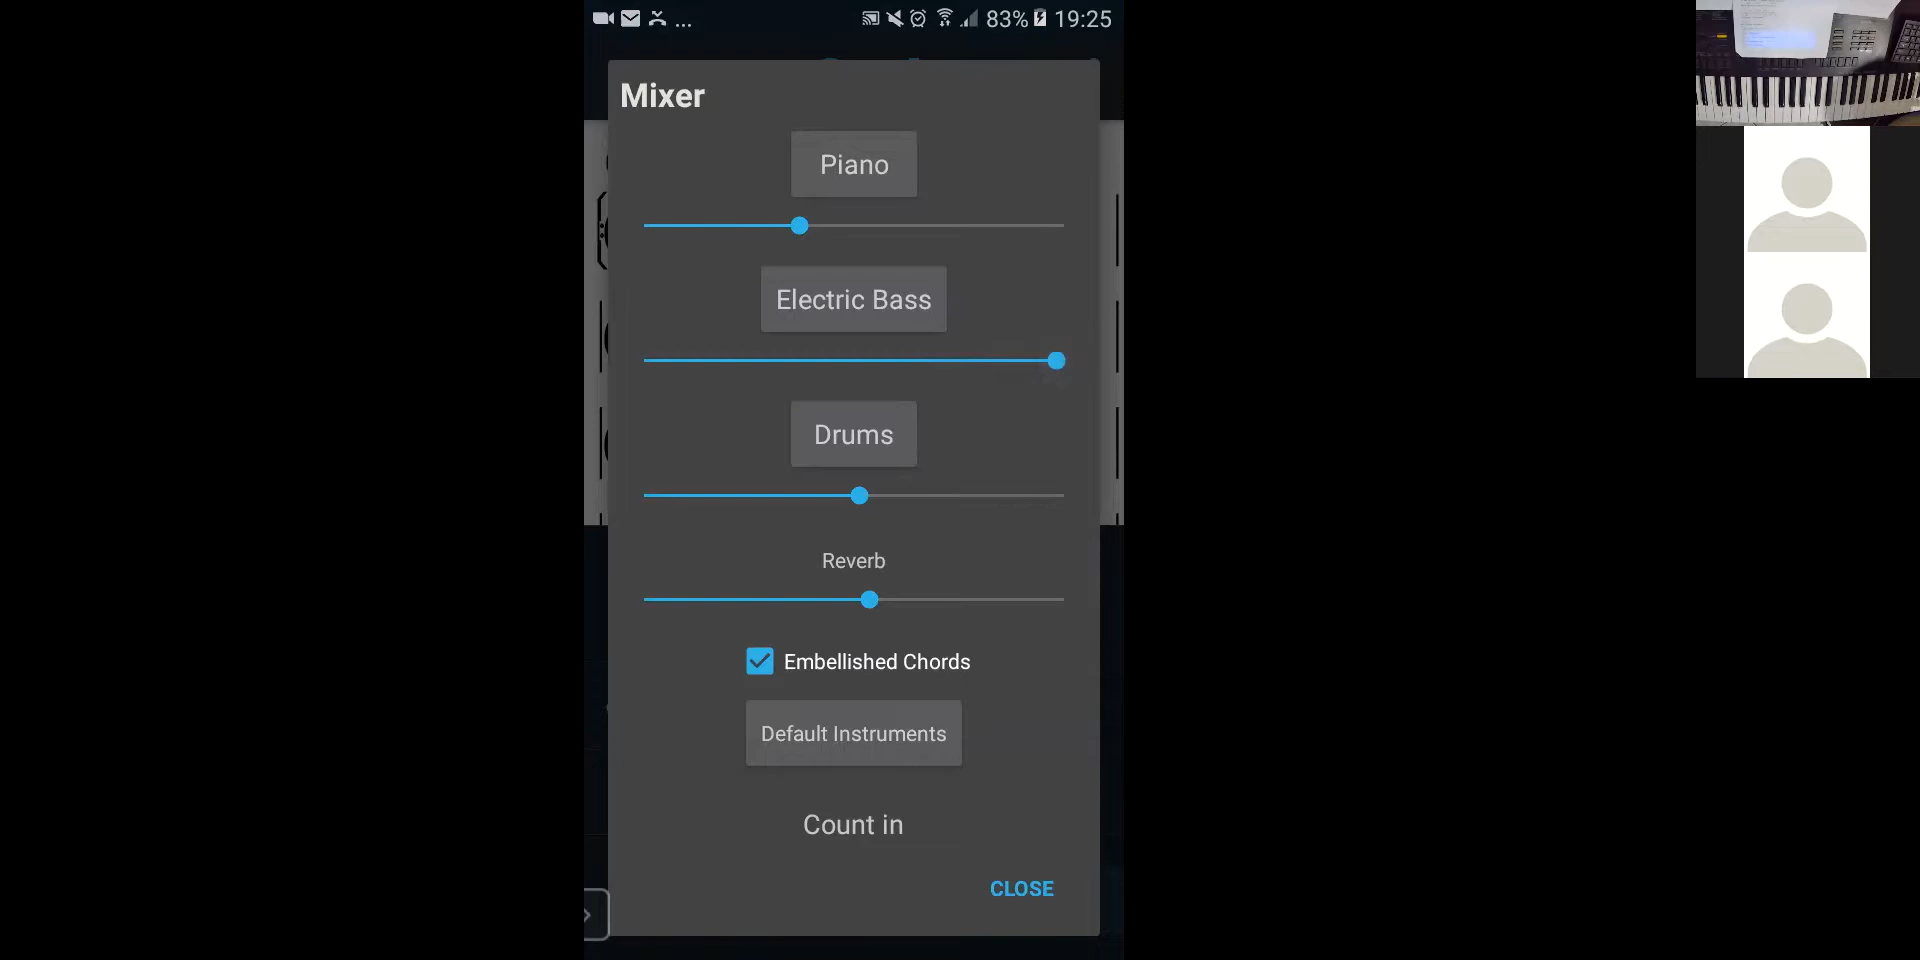 ... 83% 19:25
Mixer
Piano
Electric Bass
Drums
Reverb
Embellished Chords
Default Instruments
Count in
CLOSE